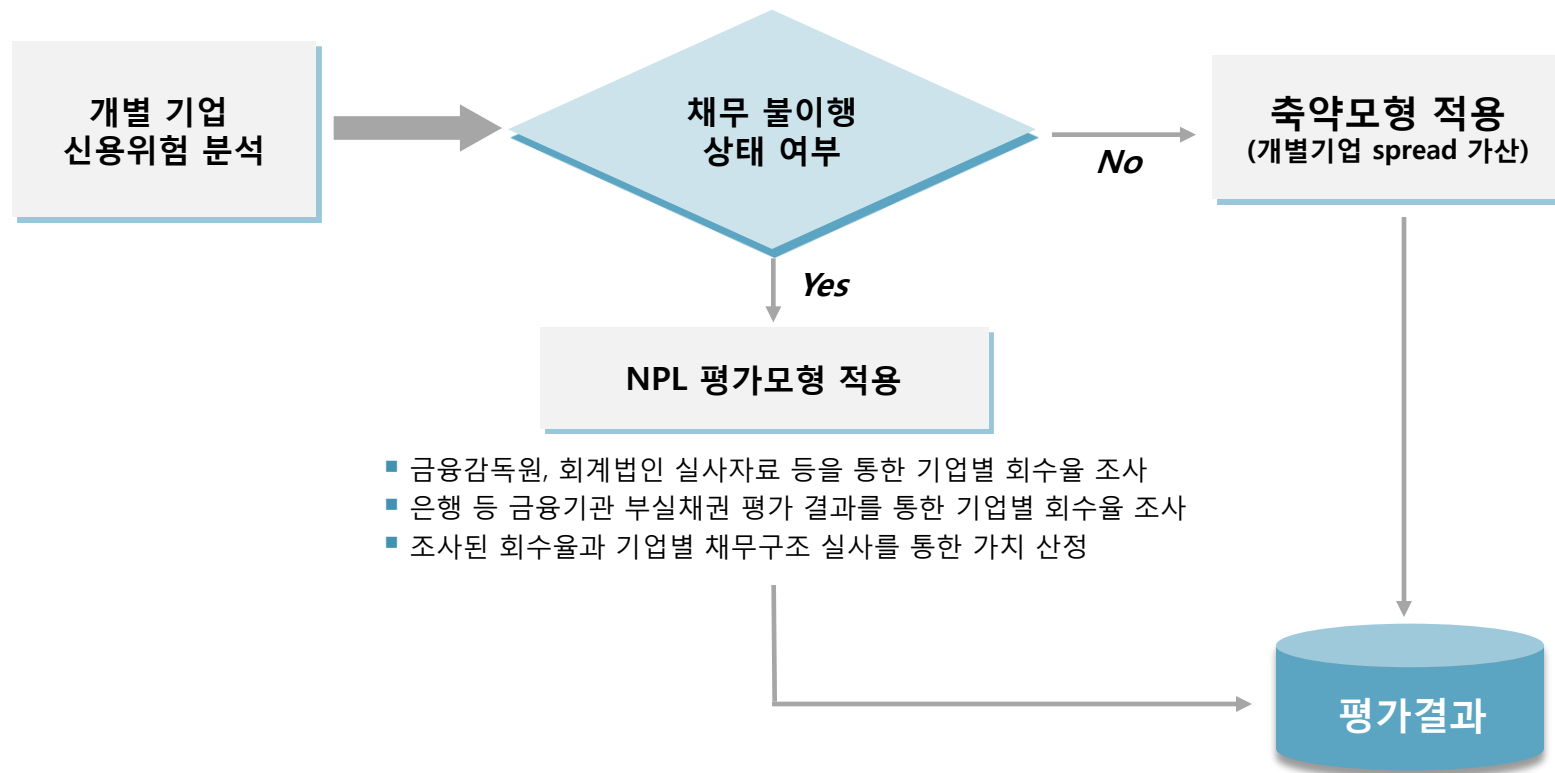 개별 기업
신용위험 분석
채무 불이행
상태 여부
No
축약모형 적용
(개별기업 spread 가산)
Yes
NPL 평가모형 적용
■ 금융감독원, 회계법인 실사자료 등을 통한 기업별 회수율 조사
■ 은행 등 금융기관 부실채권 평가 결과를 통한 기업별 회수율 조사
■ 조사된 회수율과 기업별 채무구조 실사를 통한 가치 산정
평가결과